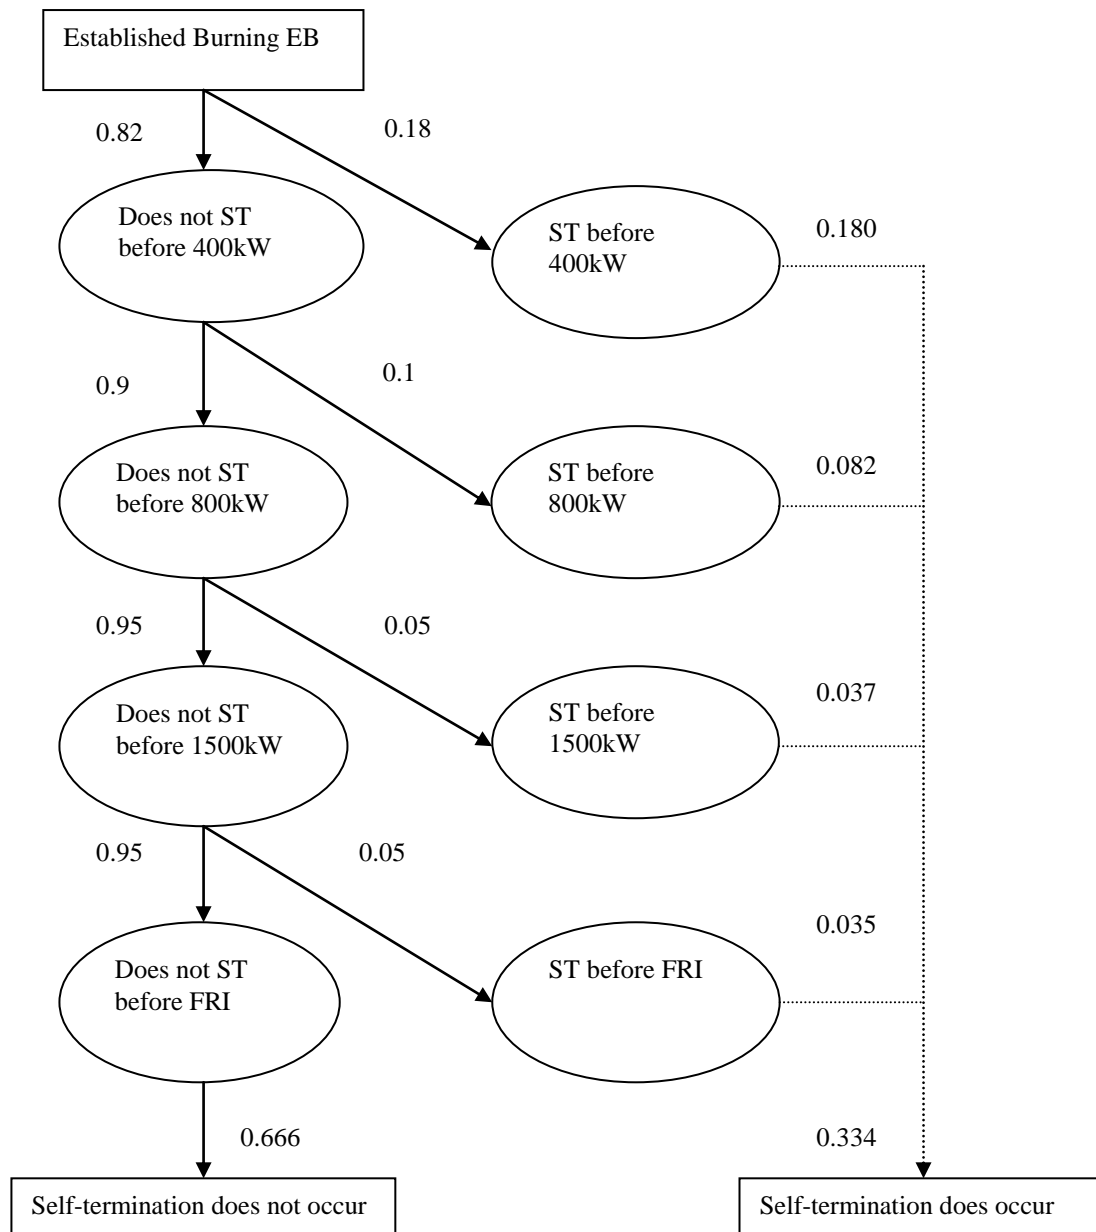 Established Burning EB
0.82
0.18
Does not ST
before 400kW
ST before
400kW
0.180
0.9
0.1
Does not ST
before 800kW
ST before
800kW
0.082
0.95
0.05
Does not ST
before 1500kW
ST before
1500kW
0.037
0.95
0.05
Does not ST
before FRI
ST before FRI
0.035
0.666
0.334
Self-termination does not occur
Self-termination does occur